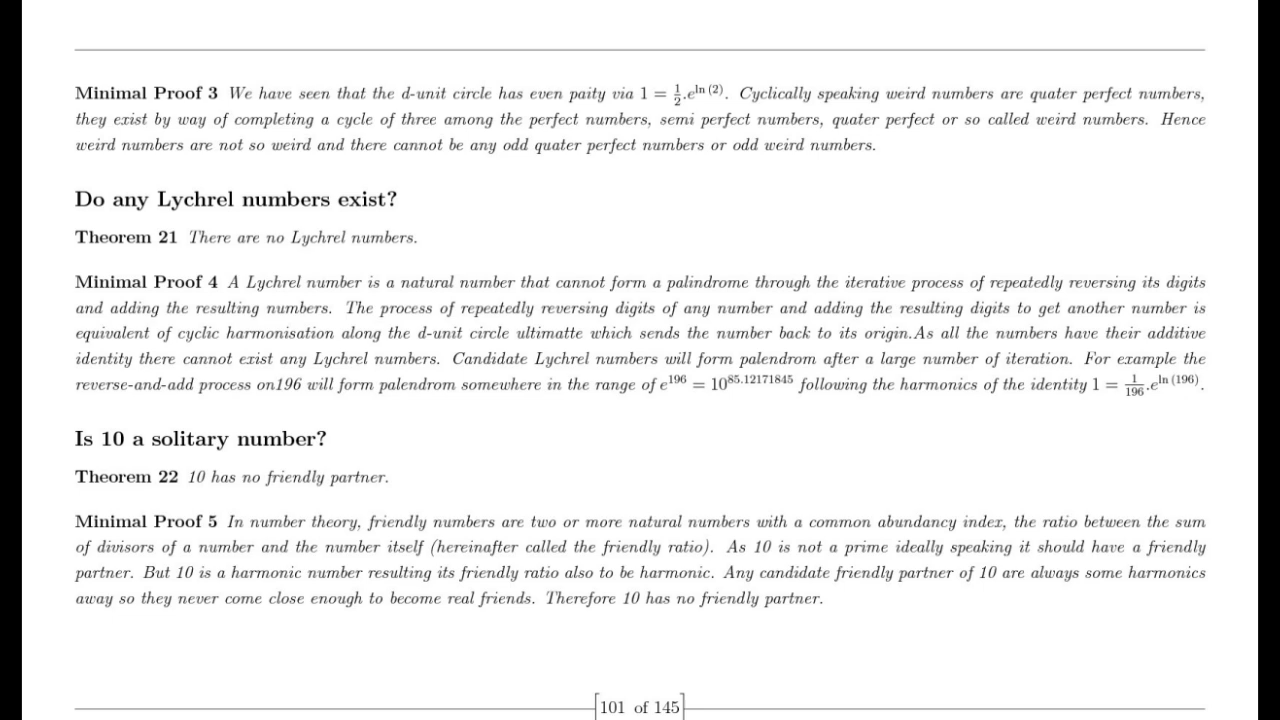 Minimal Proof 3 We have seen that the d-unit circle has even paity via 1 = 1/2.e^ln (2). Cyclically speaking weird numbers are quater perfect numbers,
they exist by way of completing a cycle of three among the perfect numbers, semi perfect numbers, quater perfect or so called weird numbers. Hence
weird numbers are not so weird and there cannot be any odd quater perfect numbers or odd weird numbers.
Do any Lychrel numbers exist?
Theorem 21 There are no Lychrel numbers.
Minimal Proof 4 A Lychrel number is a natural number that cannot form a palindrome through the iterative process of repeatedly reversing its digits
and adding the resulting numbers. The process of repeatedly reversing digits of any number and adding the resulting digits to get another number is
equivalent of cyclic harmonisation along the d-unit circle ultimatte which sends the number back to its origin.As all the numbers have their additive
identity there cannot exist any Lychrel numbers. Candidate Lychrel numbers will form palendrom after a large number of iteration. For example the
reverse-and-add process on196 will form palendrom somewhere in the range of e^196 = 10^85.12171845 following the harmonics of the identity 1 = 1/196.e^ln (196).
Is 10 a solitary number?
Theorem 22 10 has no friendly partner.
Minimal Proof 5 In number theory, friendly numbers are two or more natural numbers with a common abundancy index, the ratio between the sum
of divisors of a number and the number itself (hereinafter called the friendly ratio). As 10 is not a prime ideally speaking it should have a friendly
partner. But 10 is a harmonic number resulting its friendly ratio also to be harmonic. Any candidate friendly partner of 10 are always some harmonics
away so they never come close enough to become real friends. Therefore 10 has no friendly partner.
[101 of 145]